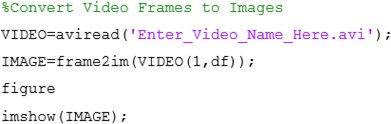 %Convert Video Frames to Images
VIDEO=aviread('Enter_Video_Name_Here.avi');
IMAGE=frame2im(VIDEO(1,df));
figure
imshow(IMAGE);